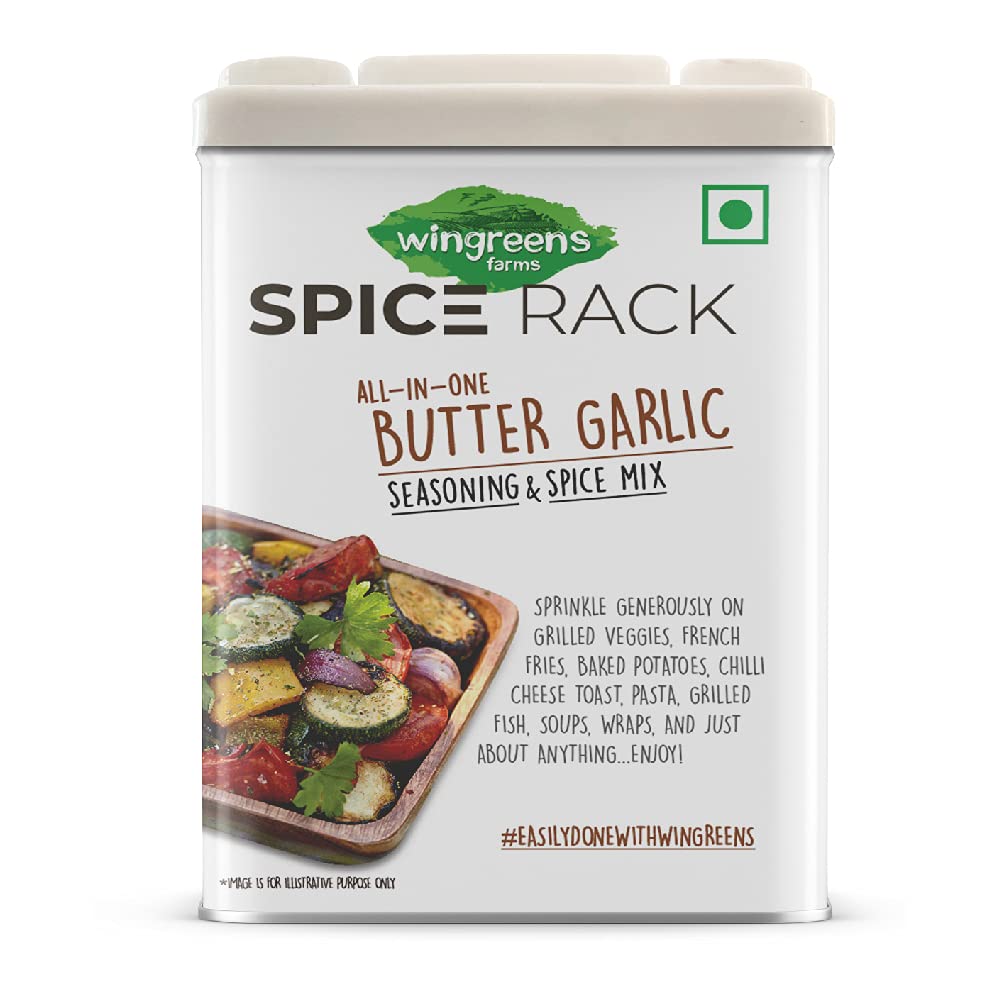 wingreens
farms
SPICE RACK
ALL-IN-ONE
BUTTER GARLIC
SEASONING & SPICE MIX
SPRINKLE GENEROUSLY ON
GRILLED VEGGIES, FRENCH
FRIES, BAKED POTATOES, CHILLI
CHEESE TOAST, PASTA, GRILLED
FISH, SOUPS, WRAPS, AND JUST
ABOUT ANYTHING...ENJOY!
#EASILYDONEWITHWINGREENS
*IMAGE IS FOR ILLUSTRATIVE PURPOSE ONLY